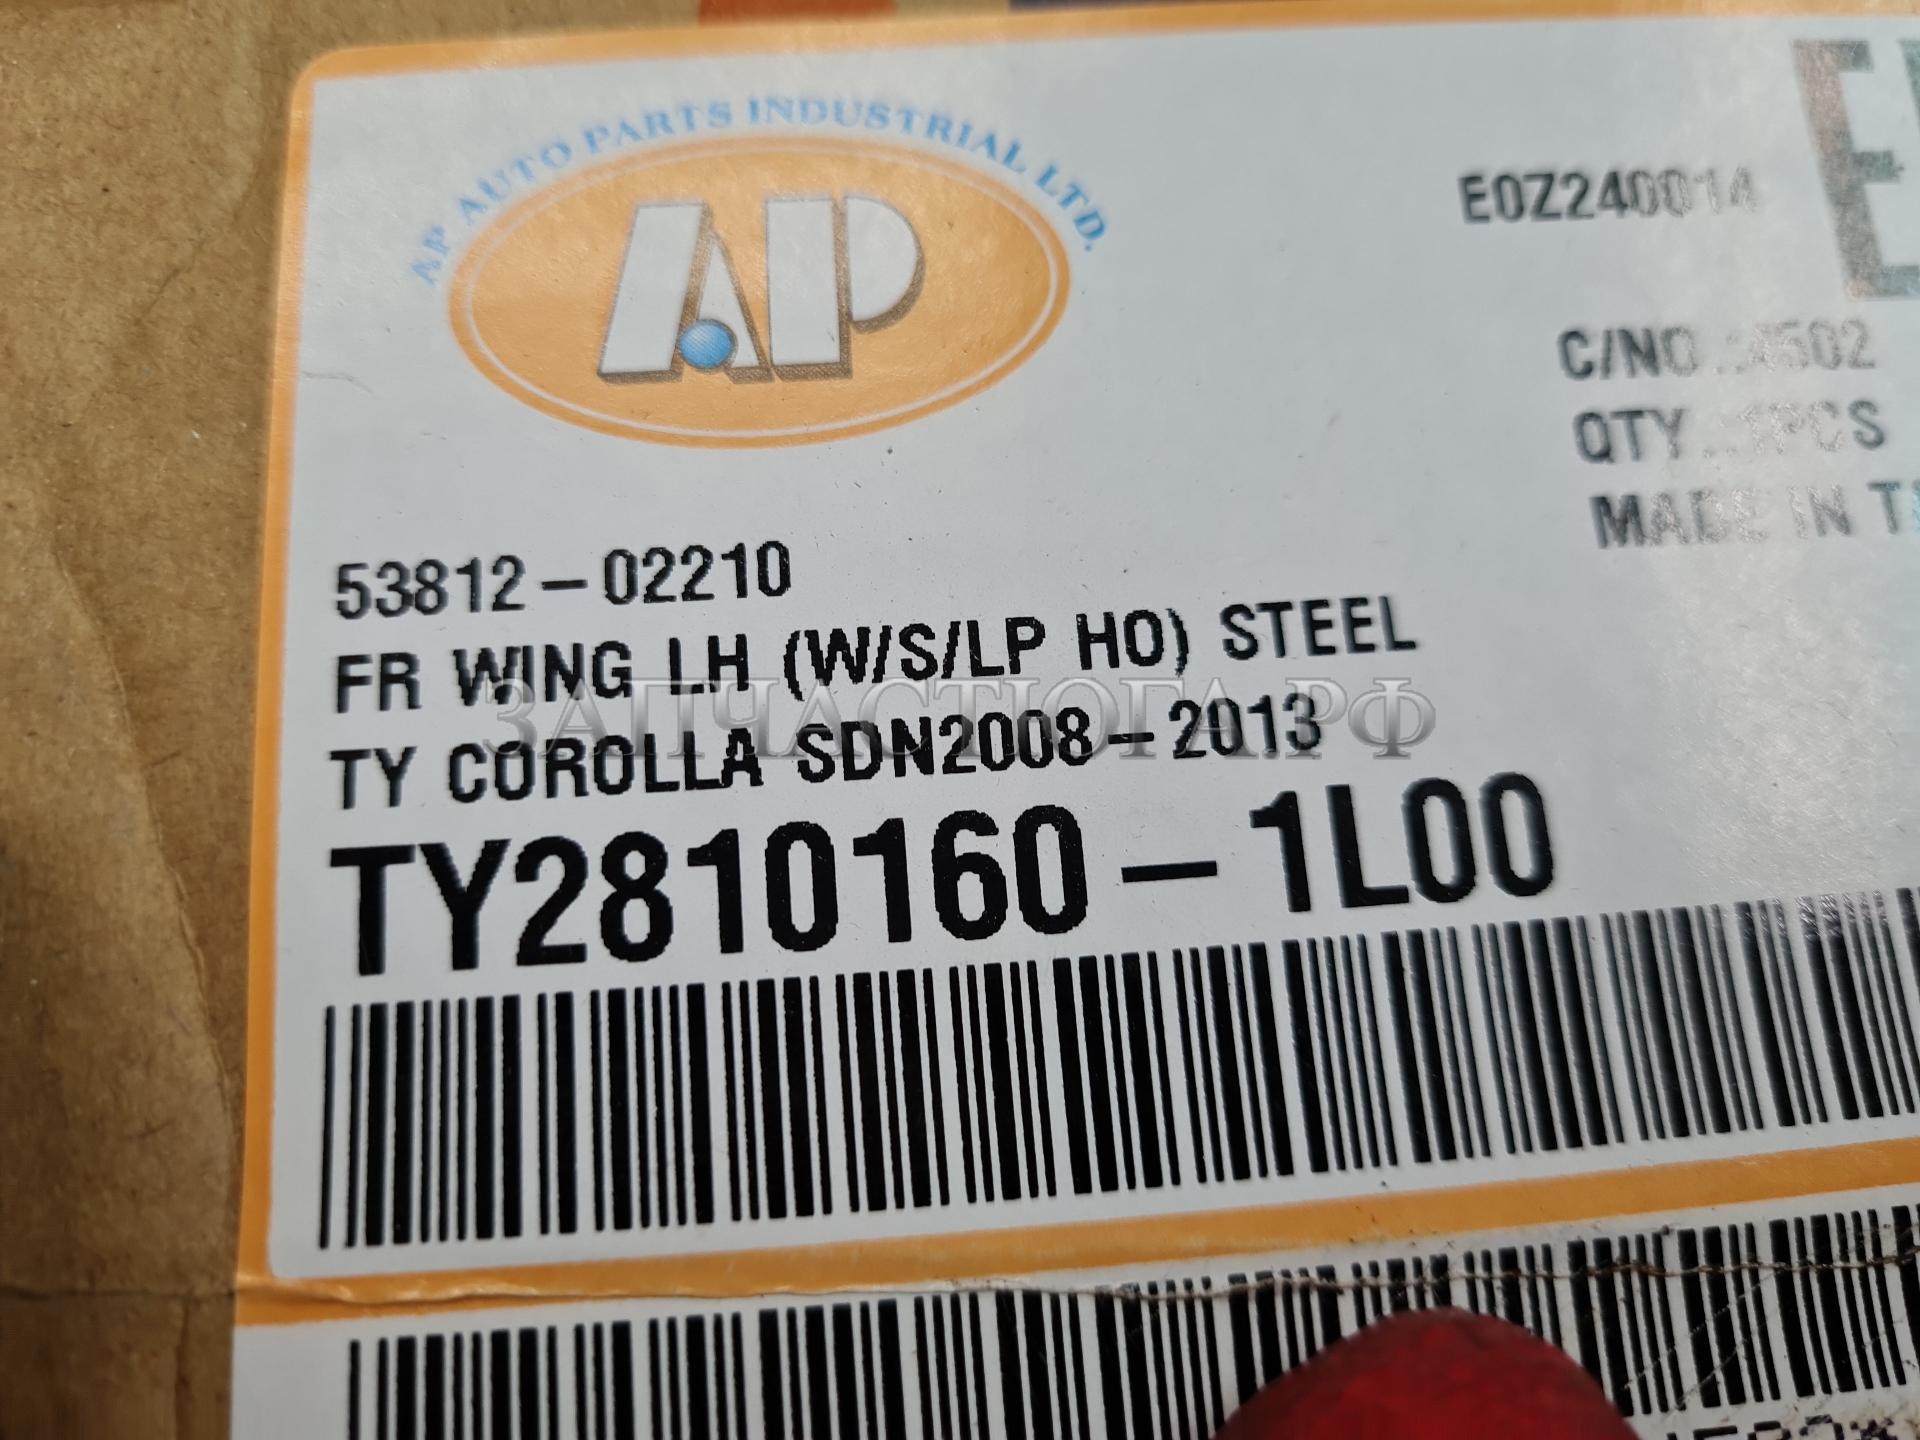 AP AUTO PARTS INDUSTRIAL LTD.
AP
E0Z240014
C/NO
QTY
MADE IN
53812-02210
FR WING LH (W/S/LP HO) STEEL
ЗАПЧАСТЮГА.РФ
TY COROLLA SDN2008-2013
TY2810160-1L00